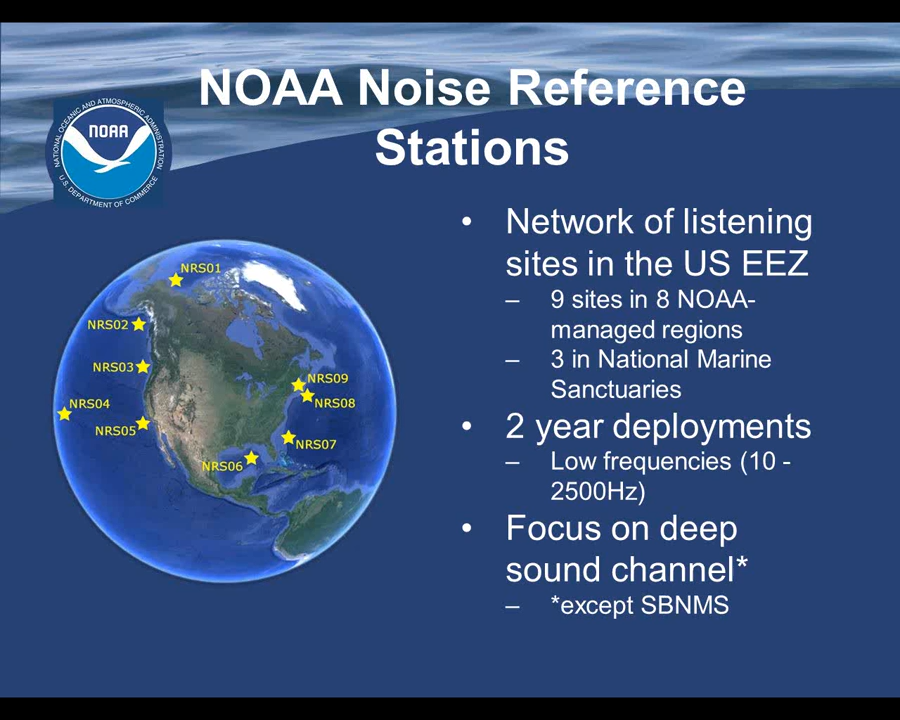 NOAA Noise Reference
Stations
NATIONAL OCEANIC AND ATMOSPHERIC ADMINISTRATION
NOAA
U.S. DEPARTMENT OF COMMERCE
• Network of listening
sites in the US EEZ
– 9 sites in 8 NOAA-
managed regions
– 3 in National Marine
Sanctuaries
• 2 year deployments
– Low frequencies (10 -
2500Hz)
• Focus on deep
sound channel*
– *except SBNMS
NRS01
NRS02
NRS03
NRS04
NRS05
NRS06
NRS07
NRS08
NRS09